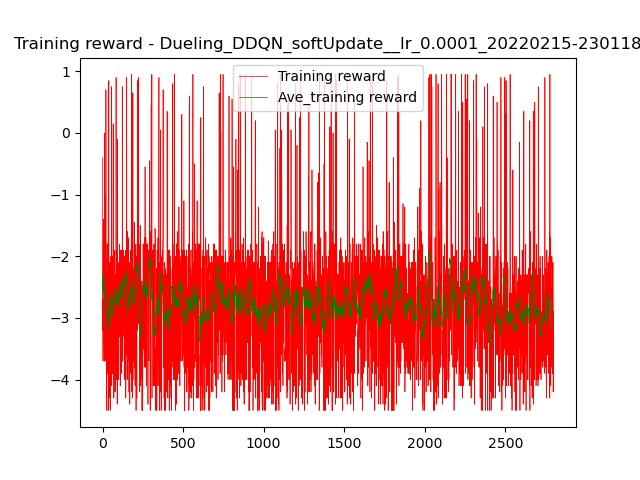 Training reward - Dueling_DDQN_softUpdate__lr_0.0001_20220215-230118
Training reward
Ave_training reward
1
0
−1
−2
−3
−4
0 500 1000 1500 2000 2500